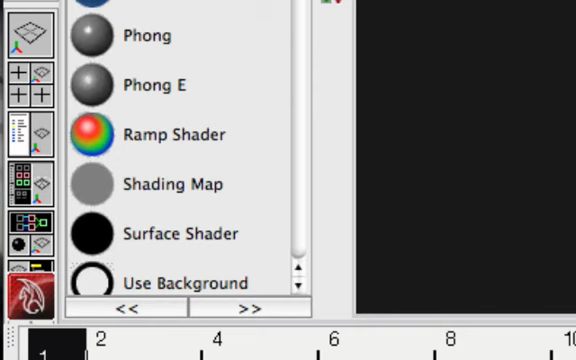 Phong
Phong E
Ramp Shader
Shading Map
Surface Shader
Use Background
<< >>
1 2 4 6 8 10